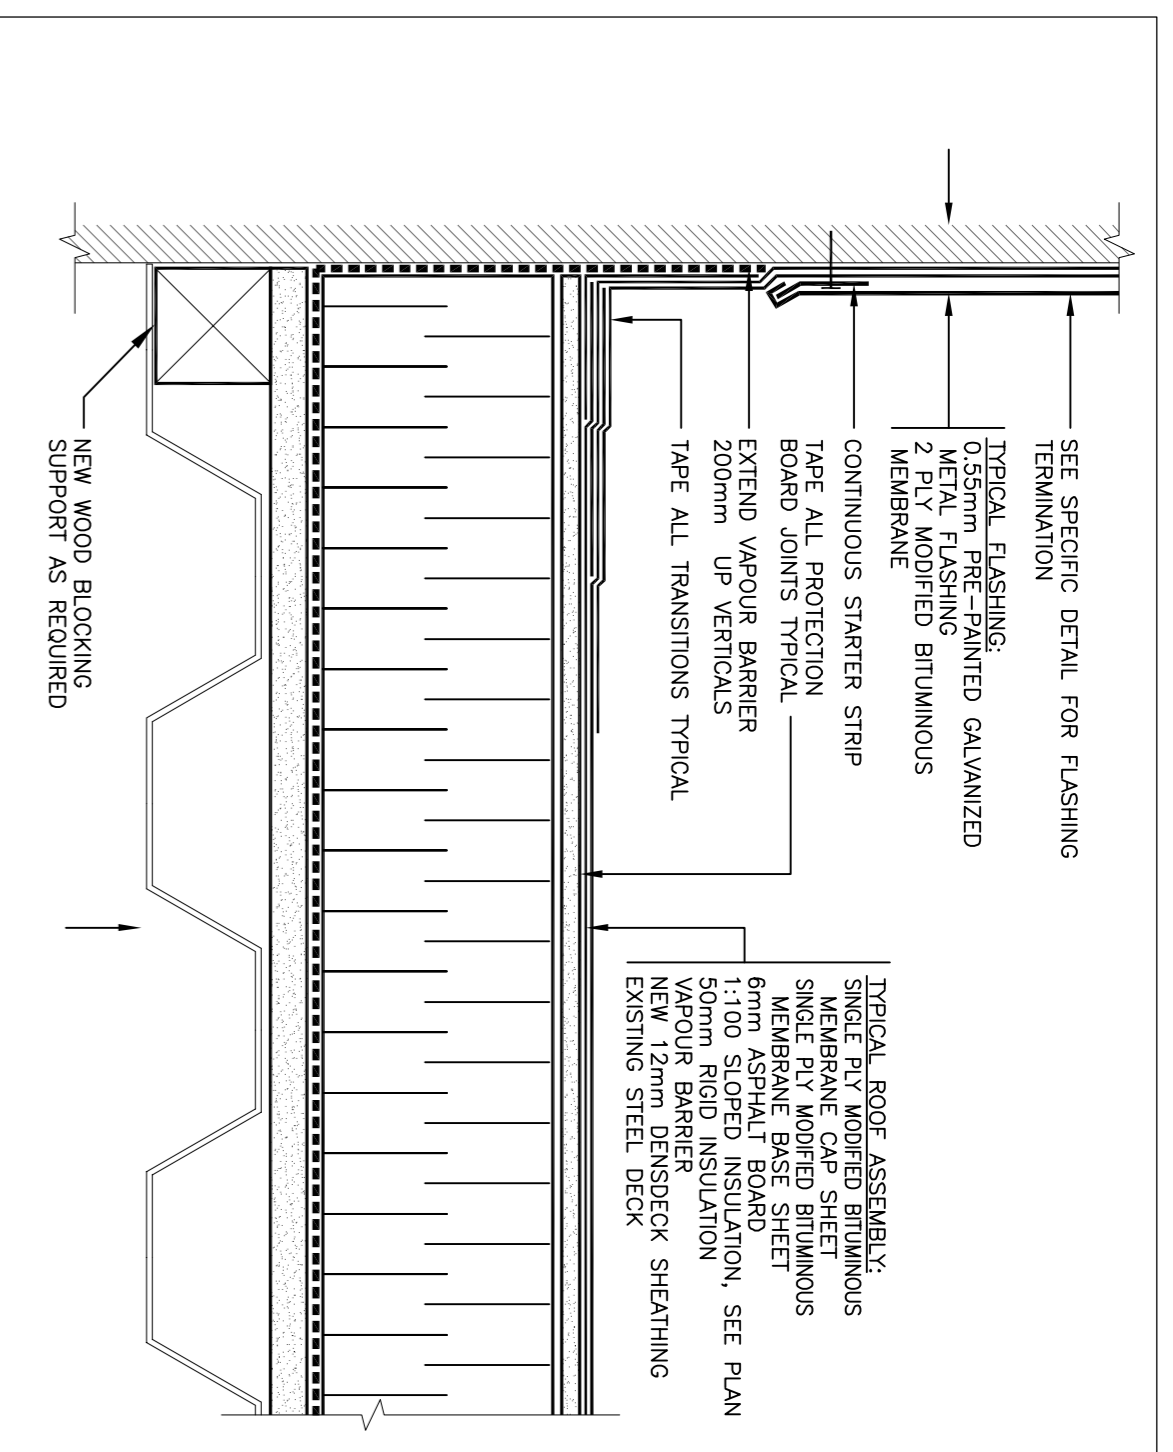 SEE SPECIFIC DETAIL FOR FLASHING
TERMINATION
TYPICAL FLASHING:
0.55mm PRE-PAINTED GALVANIZED
METAL FLASHING
2 PLY MODIFIED BITUMINOUS
MEMBRANE
CONTINUOUS STARTER STRIP
TAPE ALL PROTECTION
BOARD JOINTS TYPICAL
EXTEND VAPOUR BARRIER
200mm UP VERTICALS
TAPE ALL TRANSITIONS TYPICAL
TYPICAL ROOF ASSEMBLY:
SINGLE PLY MODIFIED BITUMINOUS
MEMBRANE CAP SHEET
SINGLE PLY MODIFIED BITUMINOUS
MEMBRANE BASE SHEET
6mm ASPHALT BOARD
1:100 SLOPED INSULATION, SEE PLAN
50mm RIGID INSULATION
VAPOUR BARRIER
NEW 12mm DENSDECK SHEATHING
EXISTING STEEL DECK
NEW WOOD BLOCKING
SUPPORT AS REQUIRED